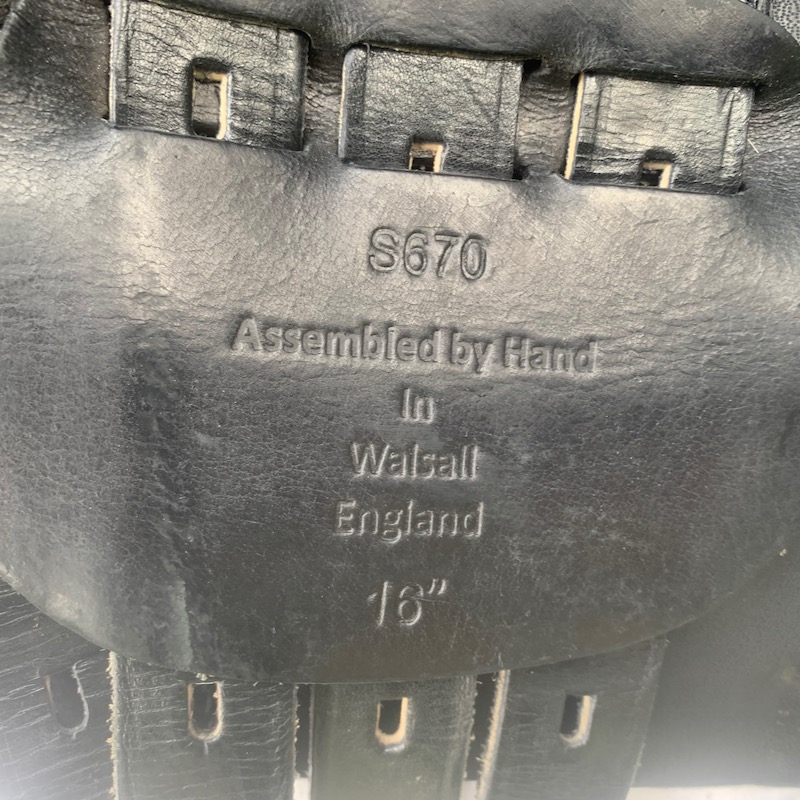 S670
Assembled by Hand
In
Walsall
England
16”